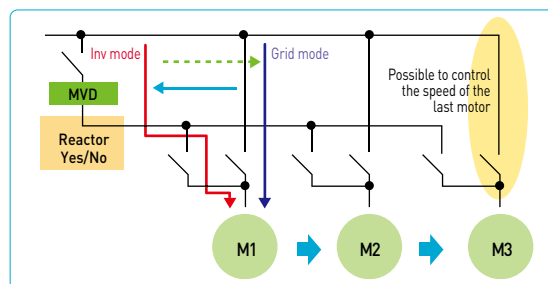 Inv mode
Grid mode
MVD
Reactor
Yes/No
Possible to control
the speed of the
last motor
M1
M2
M3